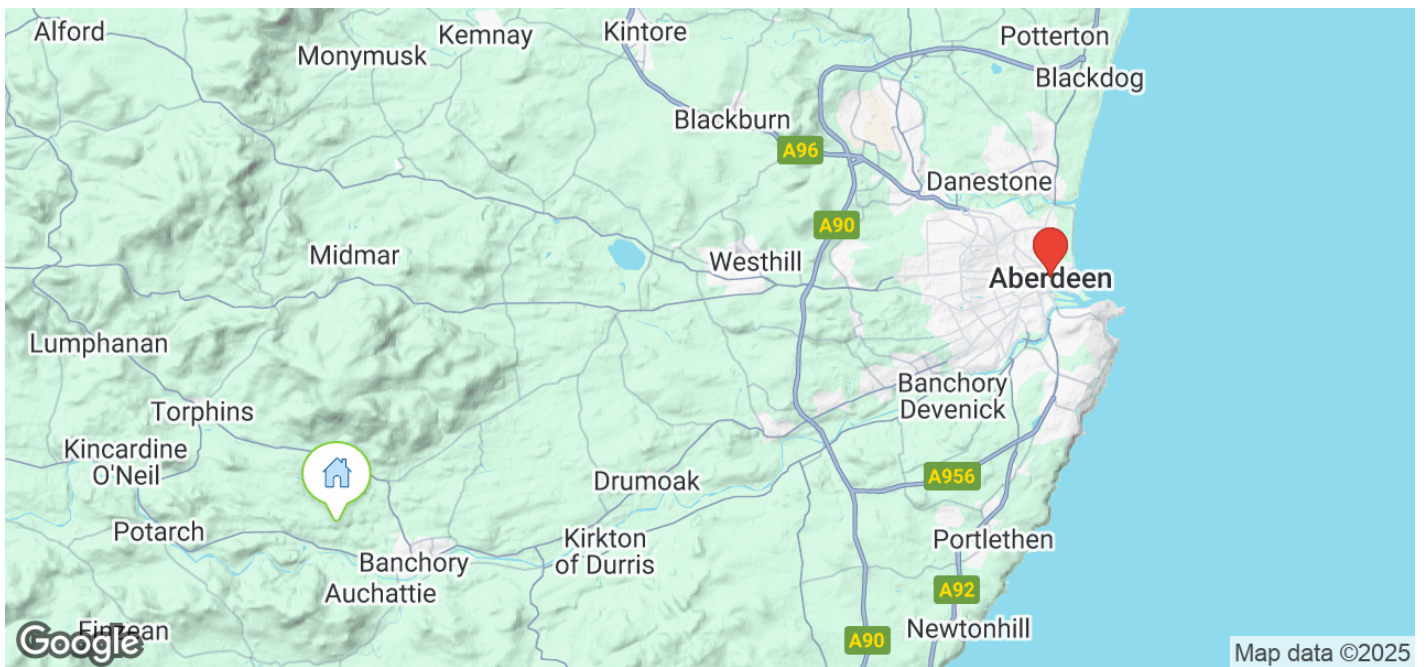 Alford
Kemnay
Kintore
Potterton
Monymusk
Blackdog
Blackburn
A96
Danestone
A90
Midmar
Westhill
Aberdeen
Lumphanan
Banchory
Devenick
Torphins
Kincardine
O'Neil
Drumoak
A956
Potarch
Kirkton
of Durris
Portlethen
Banchory
Auchattie
A92
Finzean
Newtonhill
A90
Google
Map data ©2025